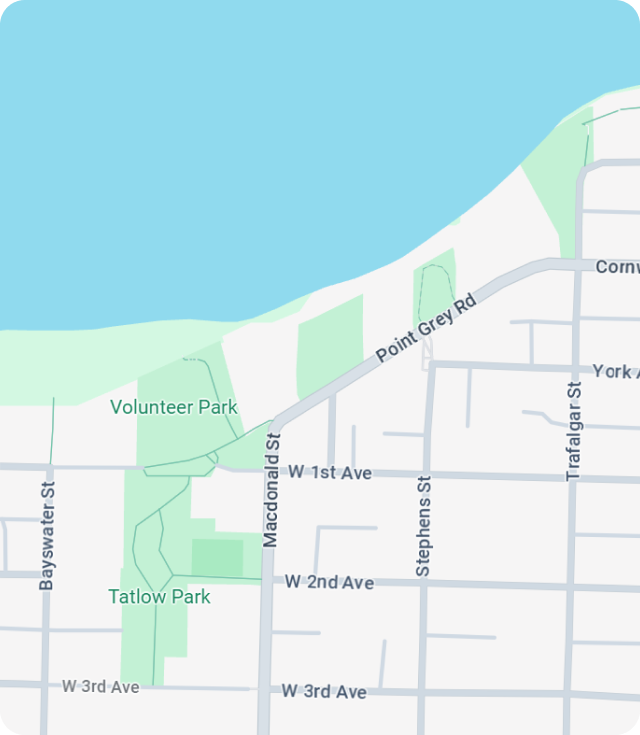 Cornw
Point Grey Rd
York A
Volunteer Park
Trafalgar St
Macdonald St
W 1st Ave
Bayswater St
Stephens St
W 2nd Ave
Tatlow Park
W 3rd Ave
W 3rd Ave